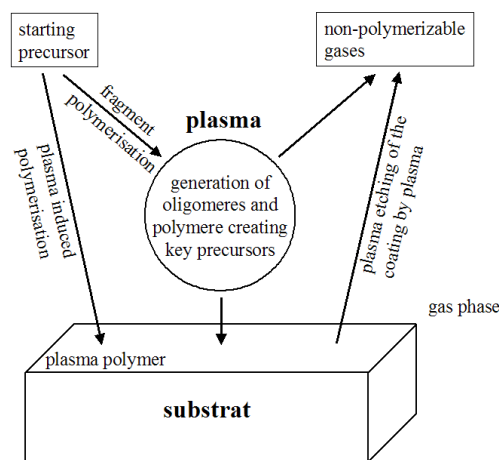 starting
precursor
non-polymerizable
gases
fragment
polymerisation
plasma
plasma induced
polymerisation
generation of
oligomeres and
polymere creating
key precursors
plasma etching of the
coating by plasma
gas phase
plasma polymer
substrat